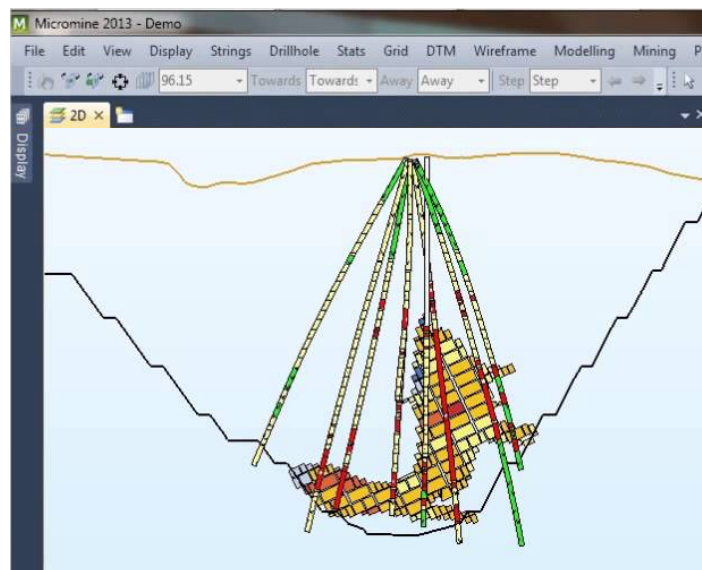 Micromine 2013 - Demo
File Edit View Display Strings Drillhole Stats Grid DTM Wireframe Modelling Mining P
96.15 Towards Toward: Away Away Step Step
2D
Display